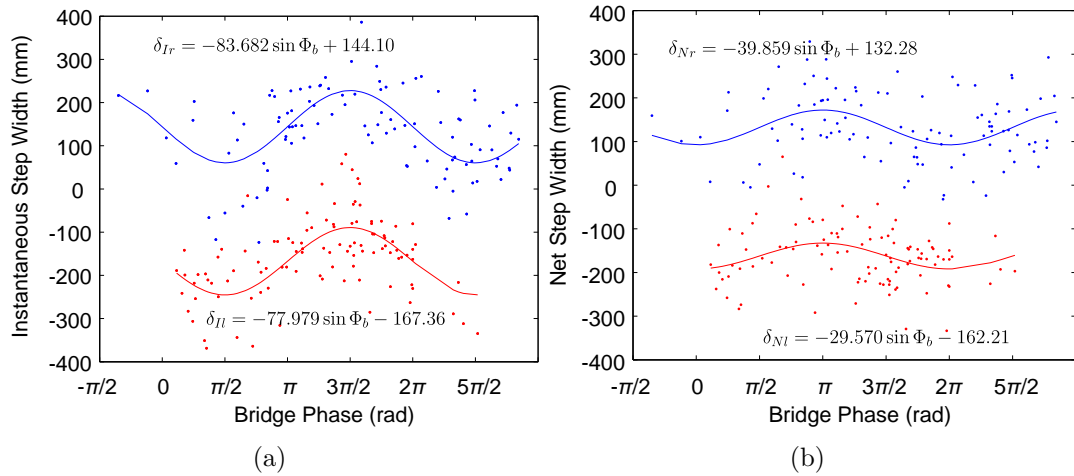 400
300
200
100
0
-100
-200
-300
-400
Instantaneous Step Width (mm)
δ_{Ir} = −83.682 sin Φ_b + 144.10
δ_{Il} = −77.979 sin Φ_b − 167.36
-π/2 0 π/2 π 3π/2 2π 5π/2
Bridge Phase (rad)
(a)
400
300
200
100
0
-100
-200
-300
-400
Net Step Width (mm)
δ_{Nr} = −39.859 sin Φ_b + 132.28
δ_{Nl} = −29.570 sin Φ_b − 162.21
-π/2 0 π/2 π 3π/2 2π 5π/2
Bridge Phase (rad)
(b)